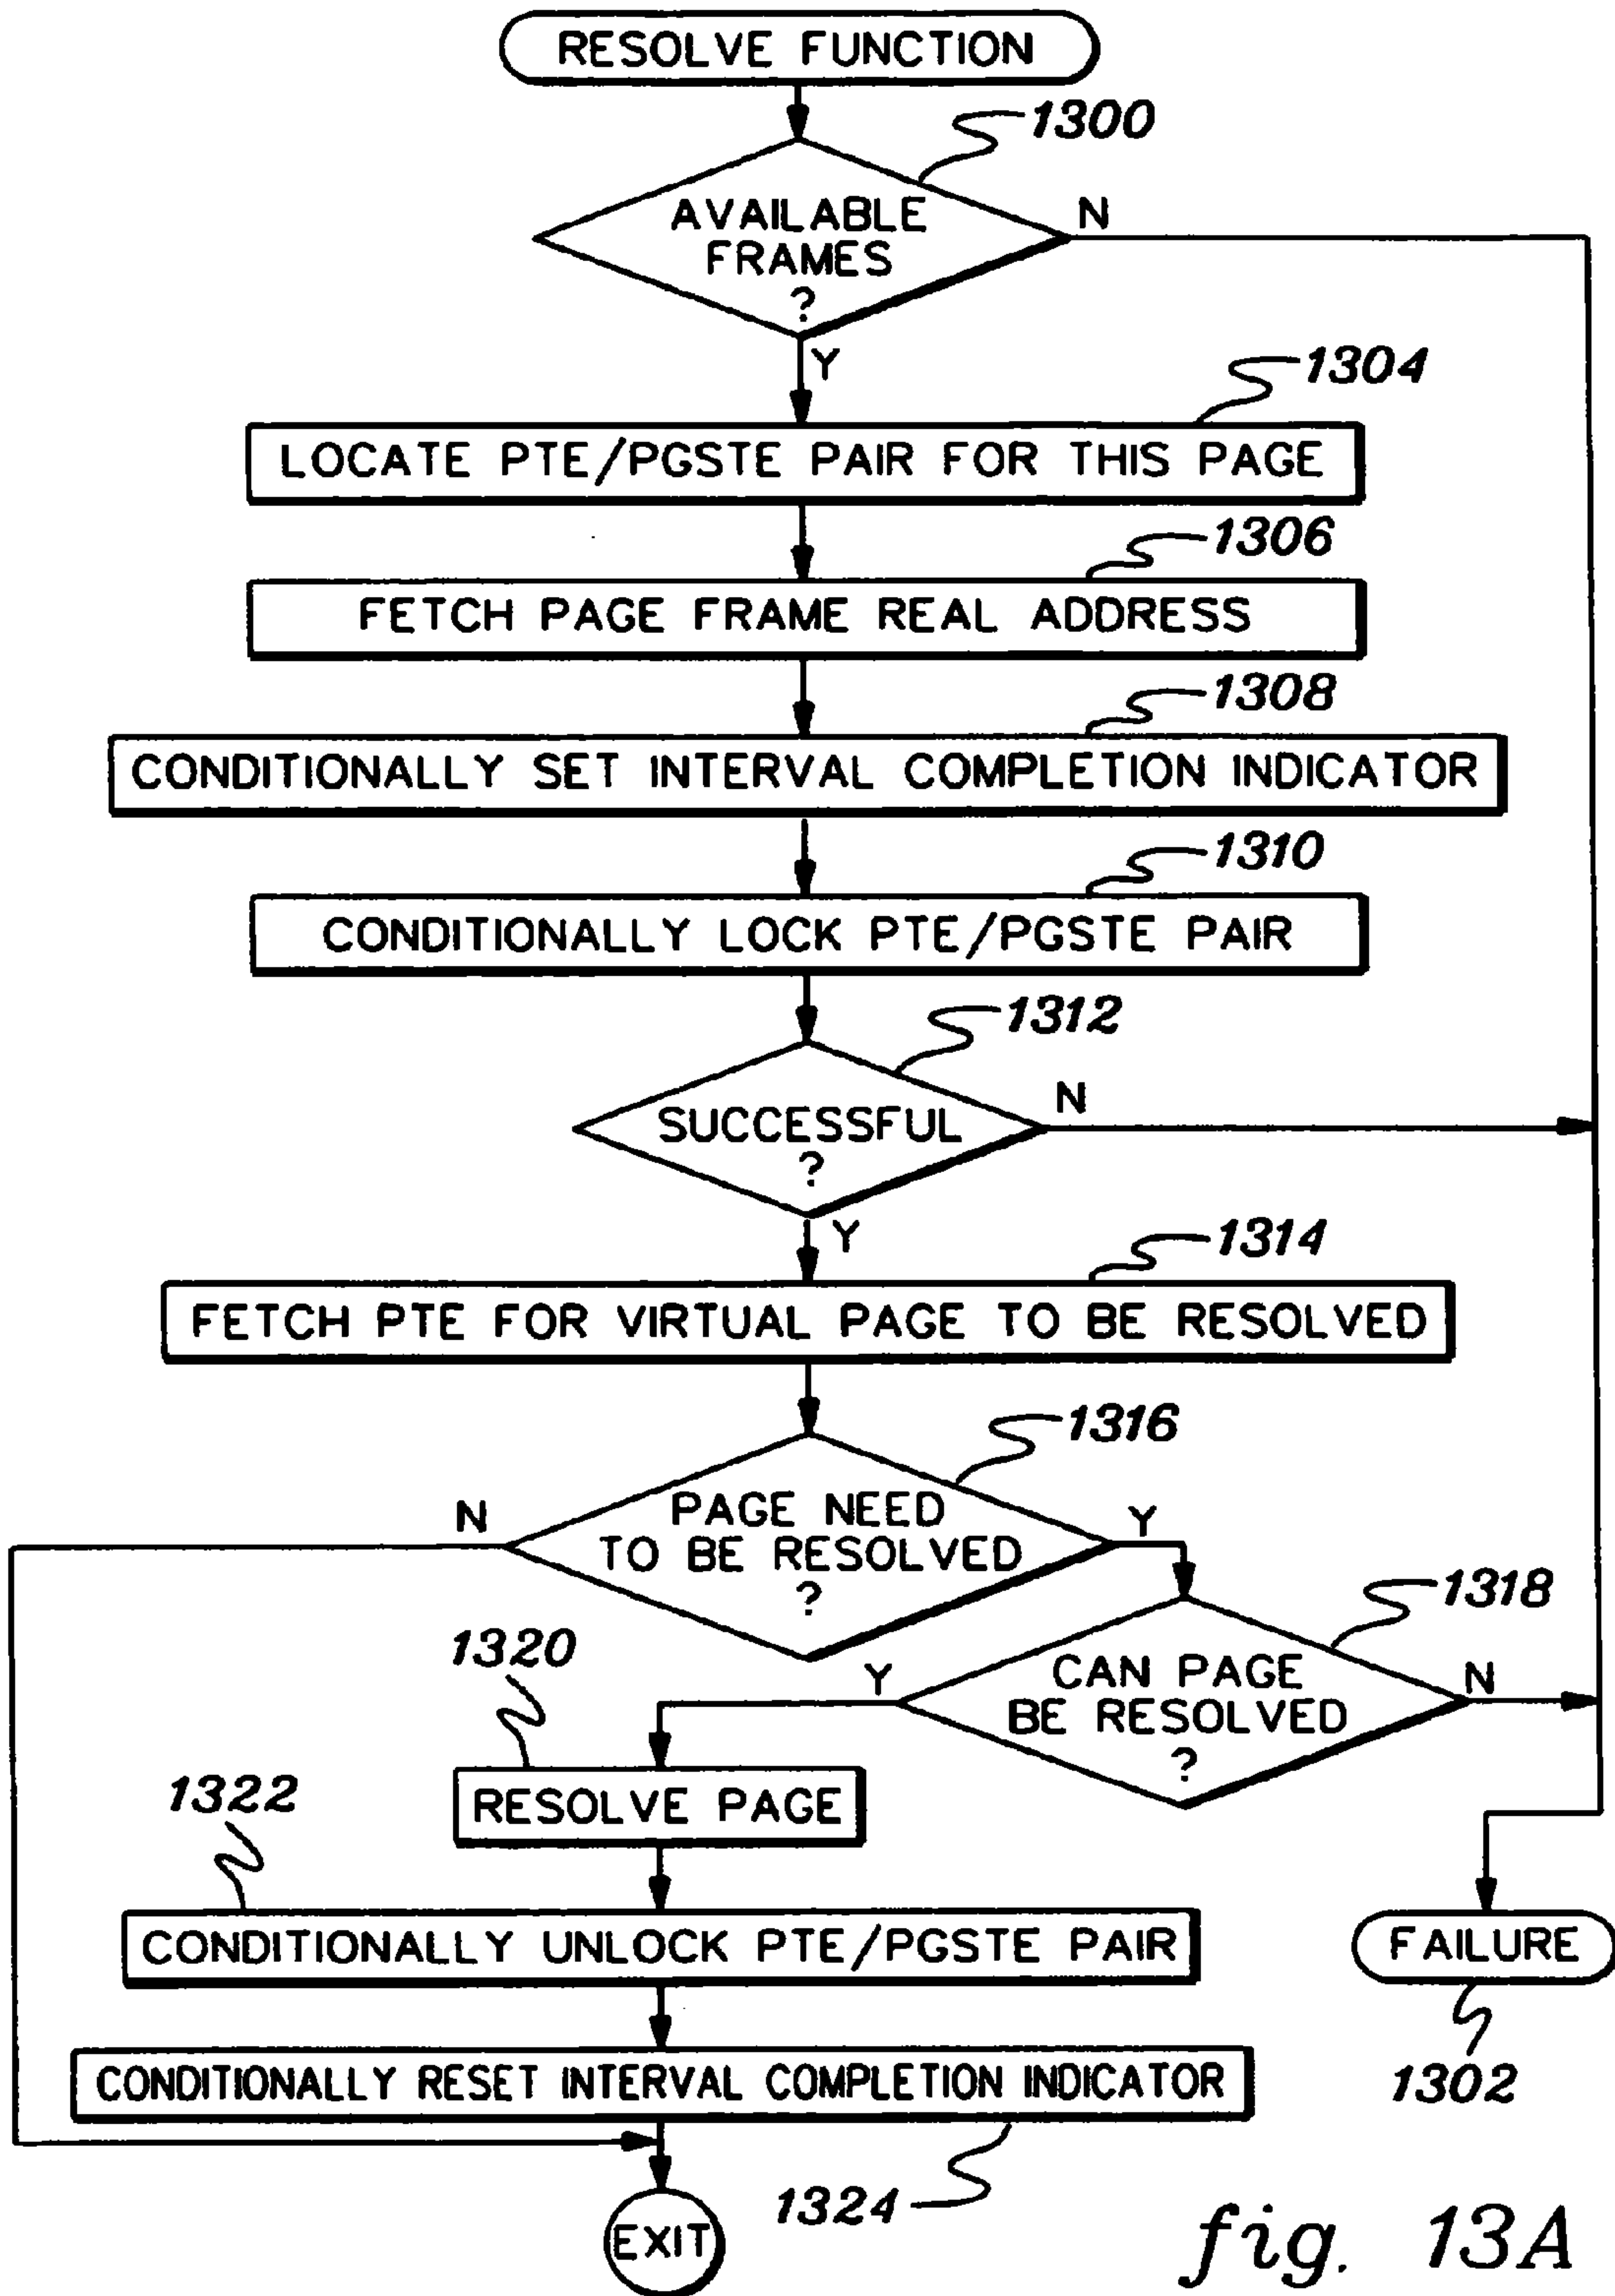 RESOLVE FUNCTION
1300
AVAILABLE
FRAMES
?
N
Y
1304
LOCATE PTE/PGSTE PAIR FOR THIS PAGE
1306
FETCH PAGE FRAME REAL ADDRESS
1308
CONDITIONALLY SET INTERVAL COMPLETION INDICATOR
1310
CONDITIONALLY LOCK PTE/PGSTE PAIR
1312
SUCCESSFUL
?
N
Y
1314
FETCH PTE FOR VIRTUAL PAGE TO BE RESOLVED
1316
PAGE NEED
TO BE RESOLVED
?
N
Y
1318
CAN PAGE
BE RESOLVED
?
Y
N
1320
RESOLVE PAGE
1322
CONDITIONALLY UNLOCK PTE/PGSTE PAIR
FAILURE
1302
CONDITIONALLY RESET INTERVAL COMPLETION INDICATOR
1324
EXIT
fig. 13A